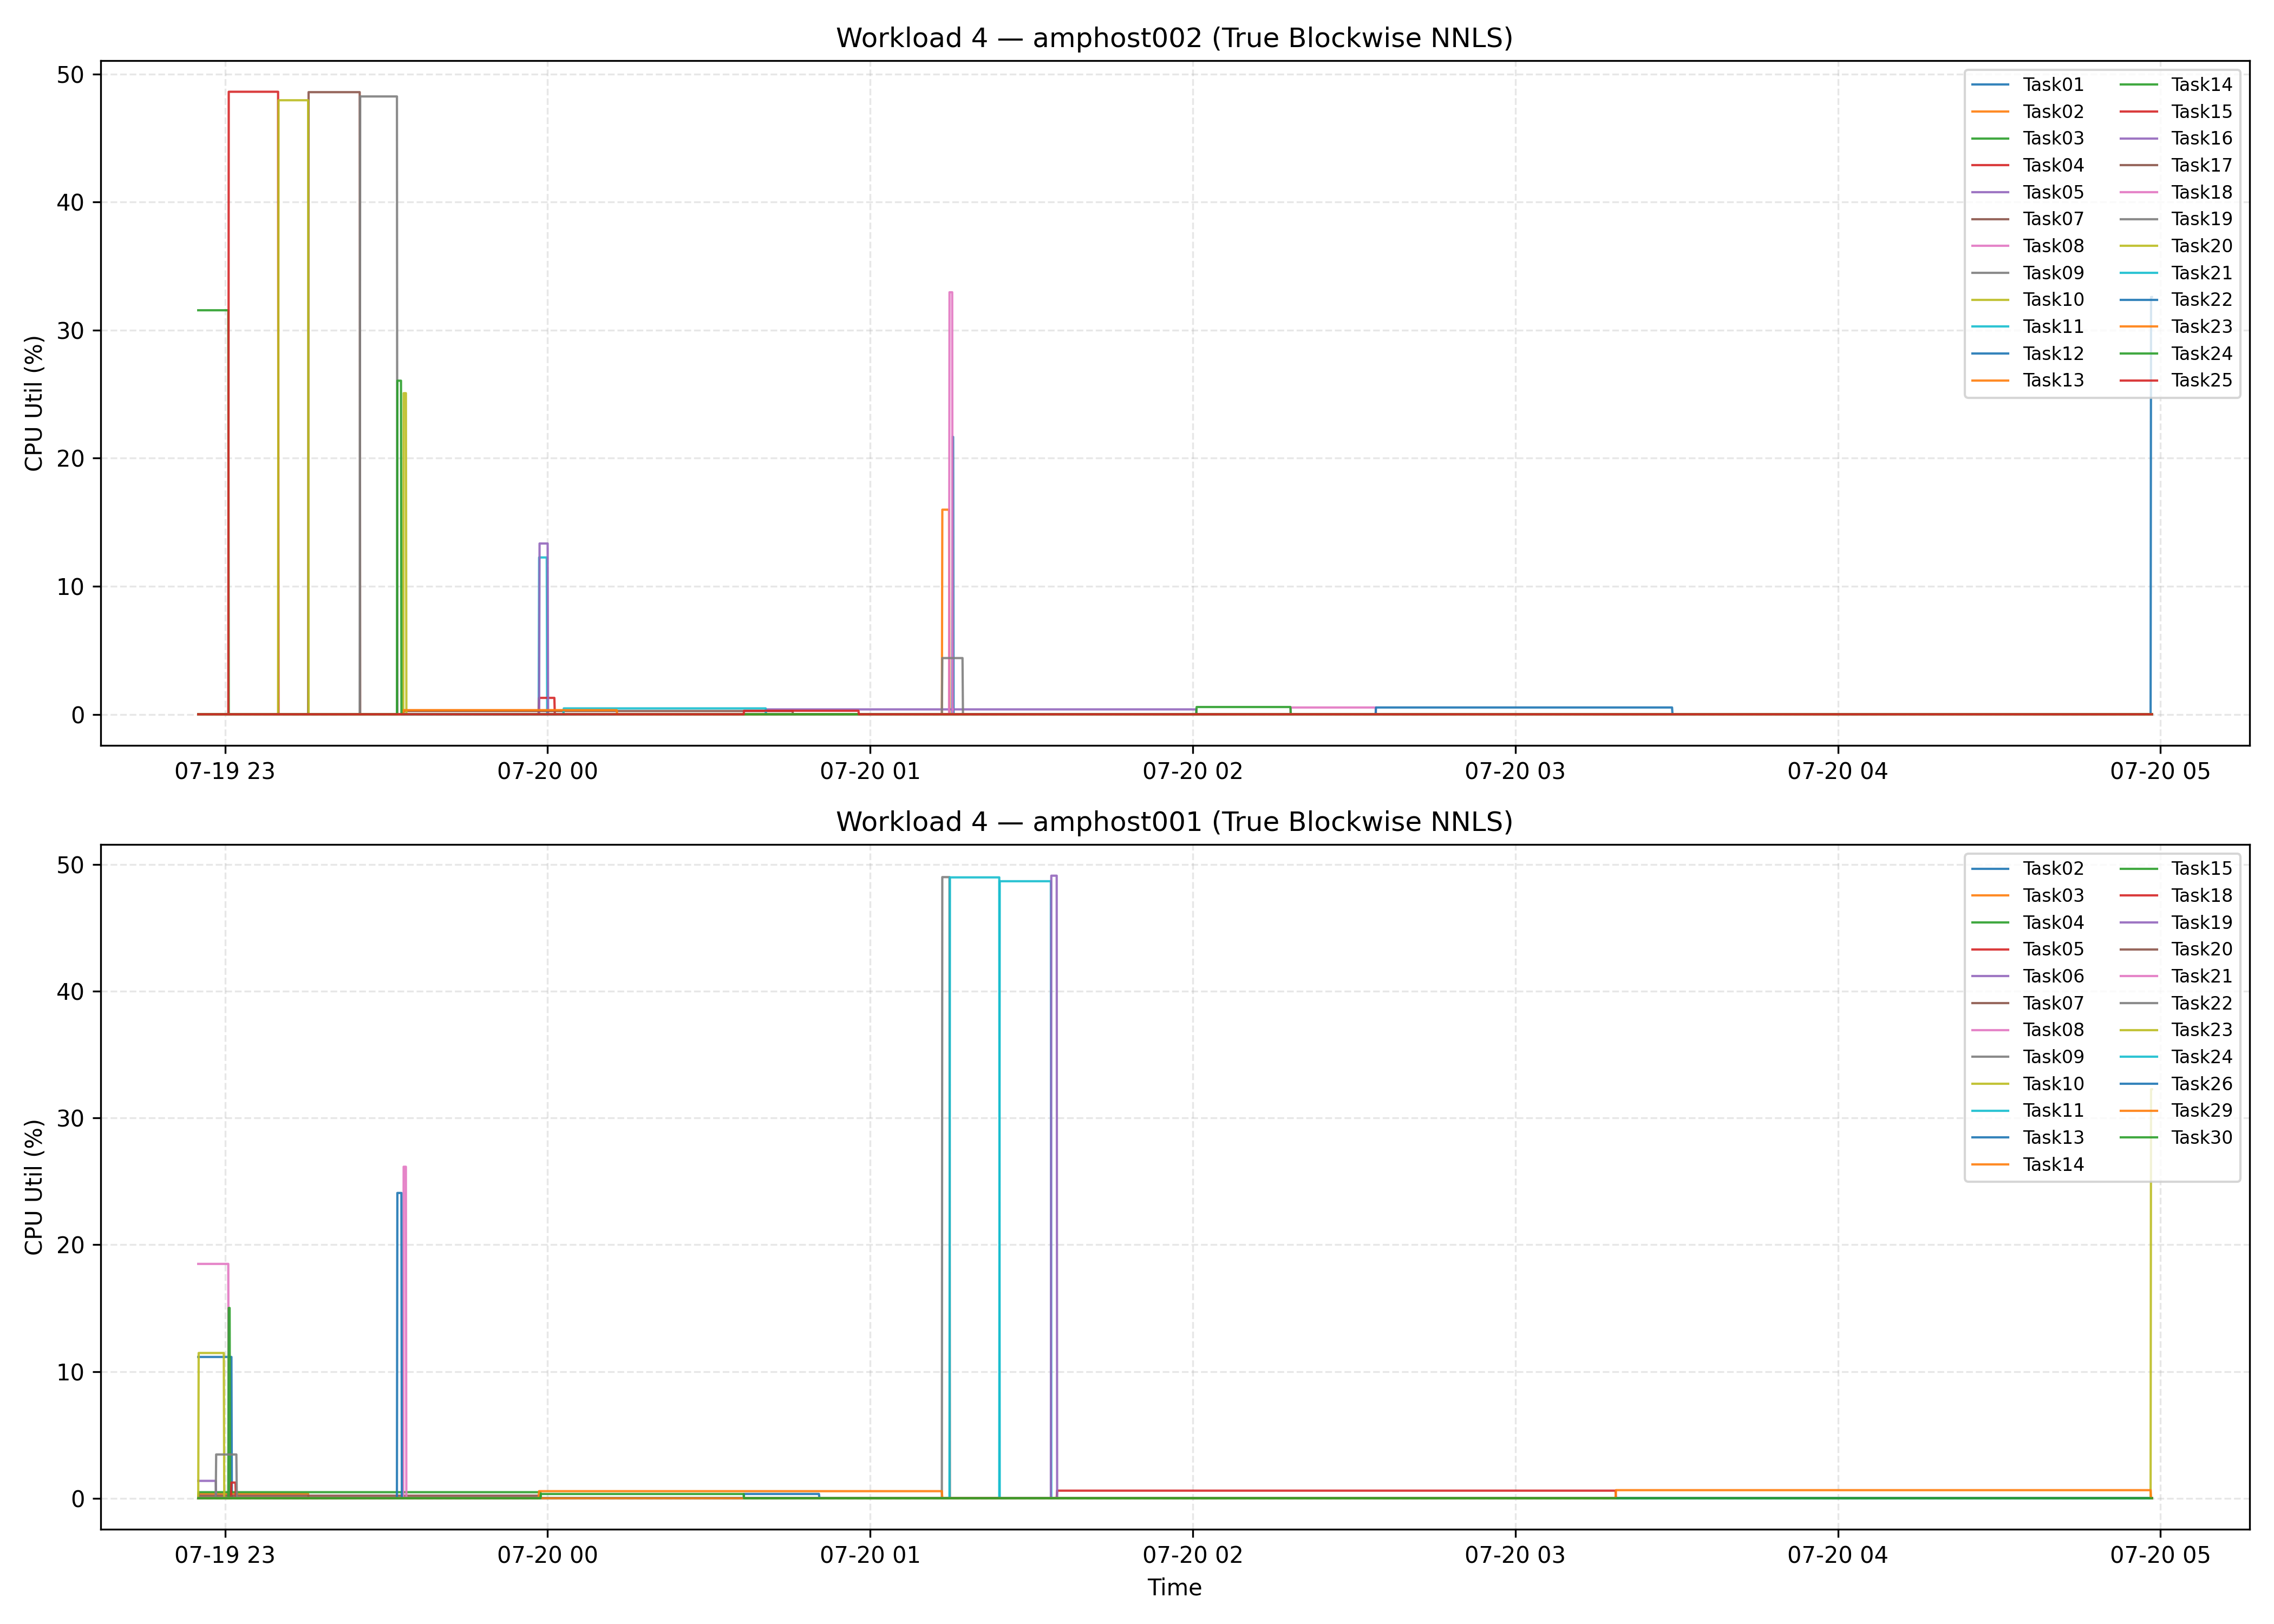 Workload 4 — amphost002 (True Blockwise NNLS)
CPU Util (%)
50
40
30
20
10
0
Task01
Task02
Task03
Task04
Task05
Task07
Task08
Task09
Task10
Task11
Task12
Task13
Task14
Task15
Task16
Task17
Task18
Task19
Task20
Task21
Task22
Task23
Task24
Task25
07-19 23
07-20 00
07-20 01
07-20 02
07-20 03
07-20 04
07-20 05
Workload 4 — amphost001 (True Blockwise NNLS)
CPU Util (%)
50
40
30
20
10
0
Task02
Task03
Task04
Task05
Task06
Task07
Task08
Task09
Task10
Task11
Task13
Task14
Task15
Task18
Task19
Task20
Task21
Task22
Task23
Task24
Task26
Task29
Task30
07-19 23
07-20 00
07-20 01
07-20 02
07-20 03
07-20 04
07-20 05
Time